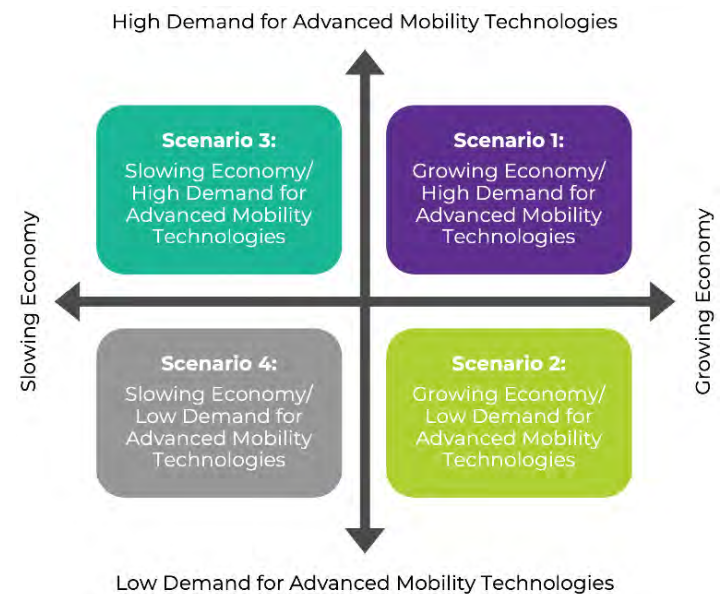 High Demand for Advanced Mobility Technologies
Scenario 3:
Slowing Economy/
High Demand for
Advanced Mobility
Technologies
Scenario 1:
Growing Economy/
High Demand for
Advanced Mobility
Technologies
Slowing Economy
Growing Economy
Scenario 4:
Slowing Economy/
Low Demand for
Advanced Mobility
Technologies
Scenario 2:
Growing Economy/
Low Demand for
Advanced Mobility
Technologies
Low Demand for Advanced Mobility Technologies